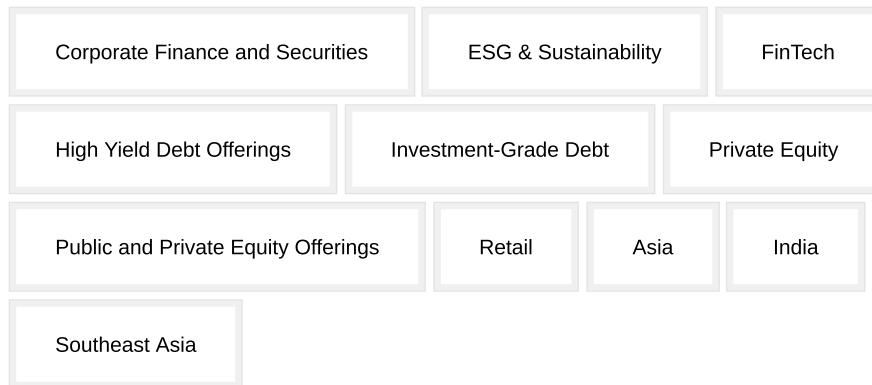 Corporate Finance and Securities ESG & Sustainability FinTech
High Yield Debt Offerings Investment-Grade Debt Private Equity
Public and Private Equity Offerings Retail Asia India
Southeast Asia